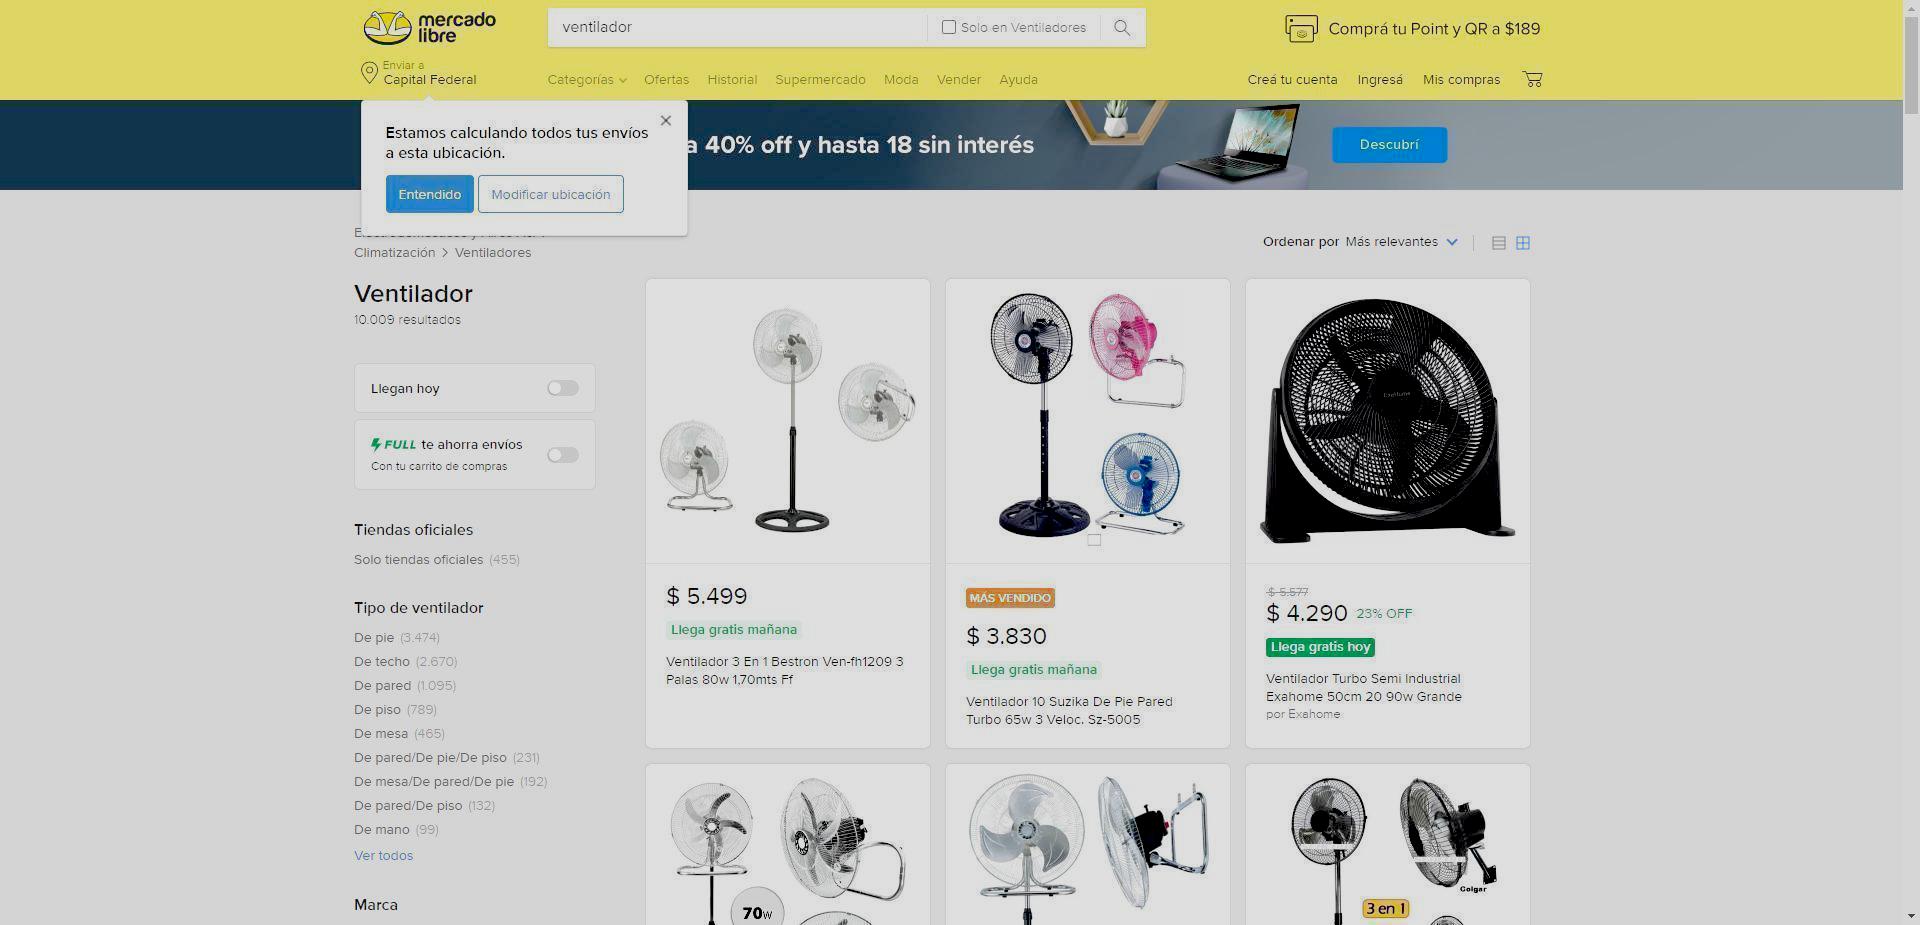 mercado
libre
ventilador
Solo en Ventiladores
Comprá tu Point y QR a $189
Enviar a
Capital Federal
Categorías
Ofertas
Historial
Supermercado
Moda
Vender
Ayuda
Creá tu cuenta
Ingresá
Mis compras
Estamos calculando todos tus envíos
a esta ubicación.
Entendido
Modificar ubicación
a 40% off y hasta 18 sin interés
Descubrí
Climatización > Ventiladores
Ordenar por Más relevantes
Ventilador
10.009 resultados
Llegan hoy
FULL te ahorra envíos
Con tu carrito de compras
Tiendas oficiales
Solo tiendas oficiales (455)
Tipo de ventilador
De pie (3.474)
De techo (2.670)
De pared (1.095)
De piso (789)
De mesa (465)
De pared/De pie/De piso (231)
De mesa/De pared/De pie (192)
De pared/De piso (132)
De mano (99)
Ver todos
Marca
$ 5.499
Llega gratis mañana
Ventilador 3 En 1 Bestron Ven-fh1209 3
Palas 80w 1,70mts Ff
MÁS VENDIDO
$ 3.830
Llega gratis mañana
Ventilador 10 Suzika De Pie Pared
Turbo 65w 3 Veloc. Sz-5005
ExaHome
$ 5.577
$ 4.290 23% OFF
Llega gratis hoy
Ventilador Turbo Semi Industrial
Exahome 50cm 20 90w Grande
por Exahome
70w
Colgar
3 en 1